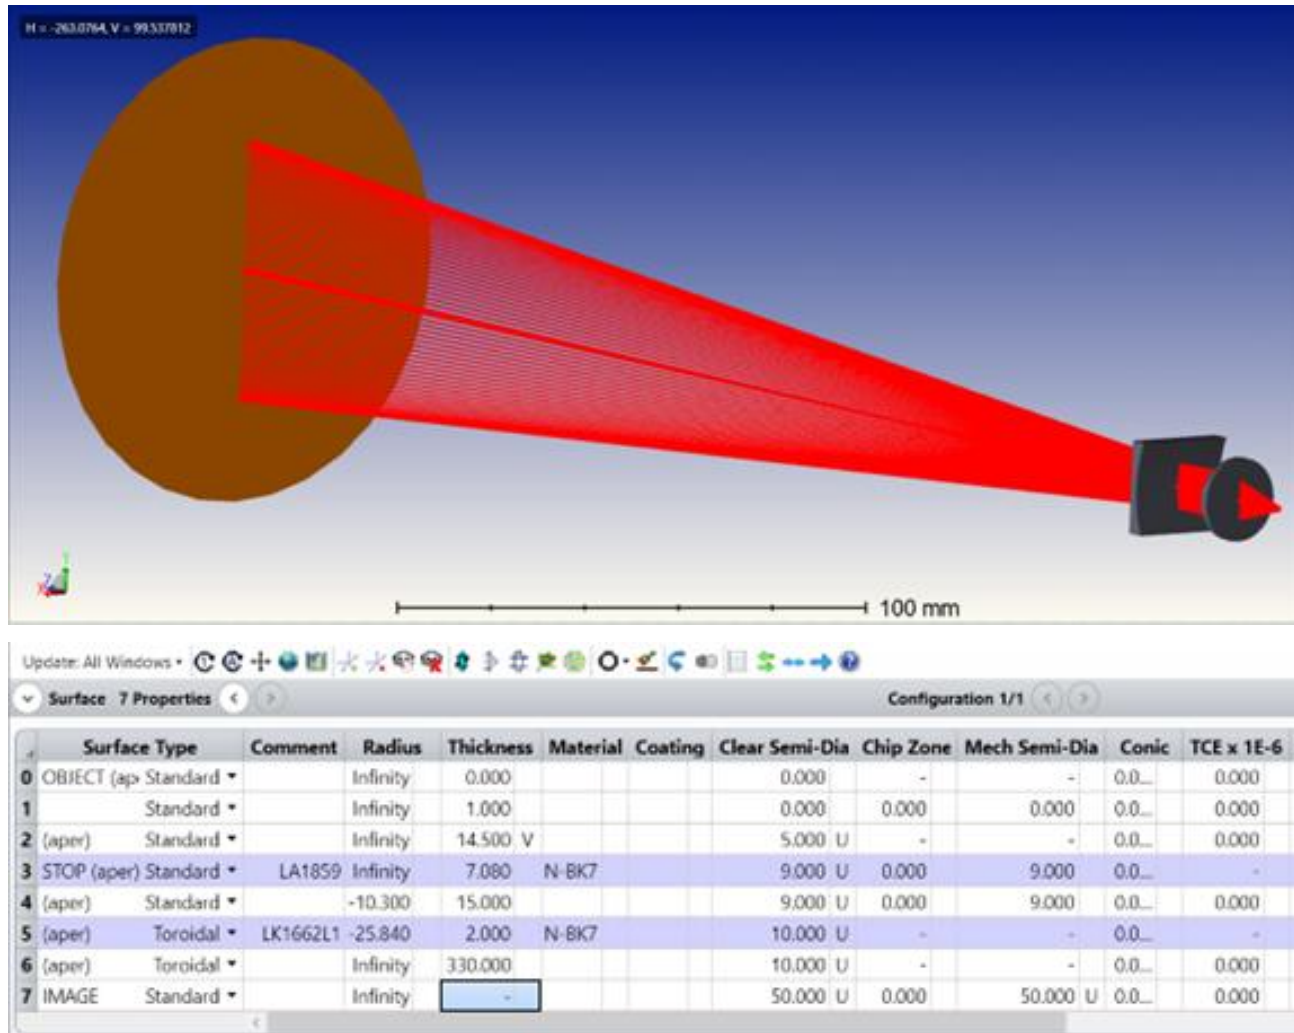 H = -263.0764, V = 99.537812
100 mm
Update: All Windows
Surface 7 Properties Configuration 1/1
Surface Type Comment Radius Thickness Material Coating Clear Semi-Dia Chip Zone Mech Semi-Dia Conic TCE x 1E-6
0 OBJECT (ap Standard Infinity 0.000 0.000 - - 0.0... 0.000
1 Standard Infinity 1.000 0.000 0.000 0.000 0.0... 0.000
2 (aper) Standard Infinity 14.500 V 5.000 U - - 0.0... 0.000
3 STOP (aper) Standard LA1859 Infinity 7.080 N-BK7 9.000 U 0.000 9.000 0.0... -
4 (aper) Standard -10.300 15.000 9.000 U 0.000 9.000 0.0... 0.000
5 (aper) Toroidal LK1662L1 -25.840 2.000 N-BK7 10.000 U - - 0.0... -
6 (aper) Toroidal Infinity 330.000 10.000 U - - 0.0... 0.000
7 IMAGE Standard Infinity - 50.000 U 0.000 50.000 U 0.0... 0.000